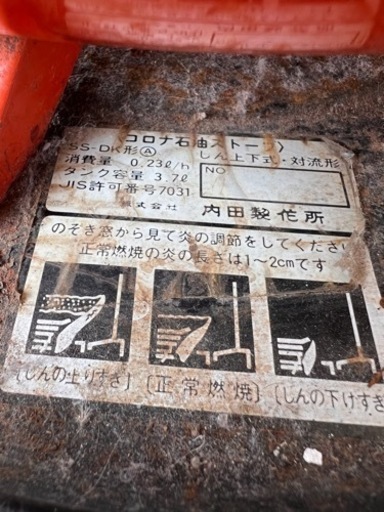 コロナ石油ストーブ)
SS-DK形Ⓐ しん上下式・対流形
消費量 0.23ℓ/h
タンク容量 3.7ℓ
JIS許可番号7031
NO
株式会社 内田製作所
のぞき窓から見て炎の調節をしてください
正常燃焼の炎の長さは1~2cmです
〔しんの上りすぎ〕〔正常燃焼〕〔しんの下げすぎ